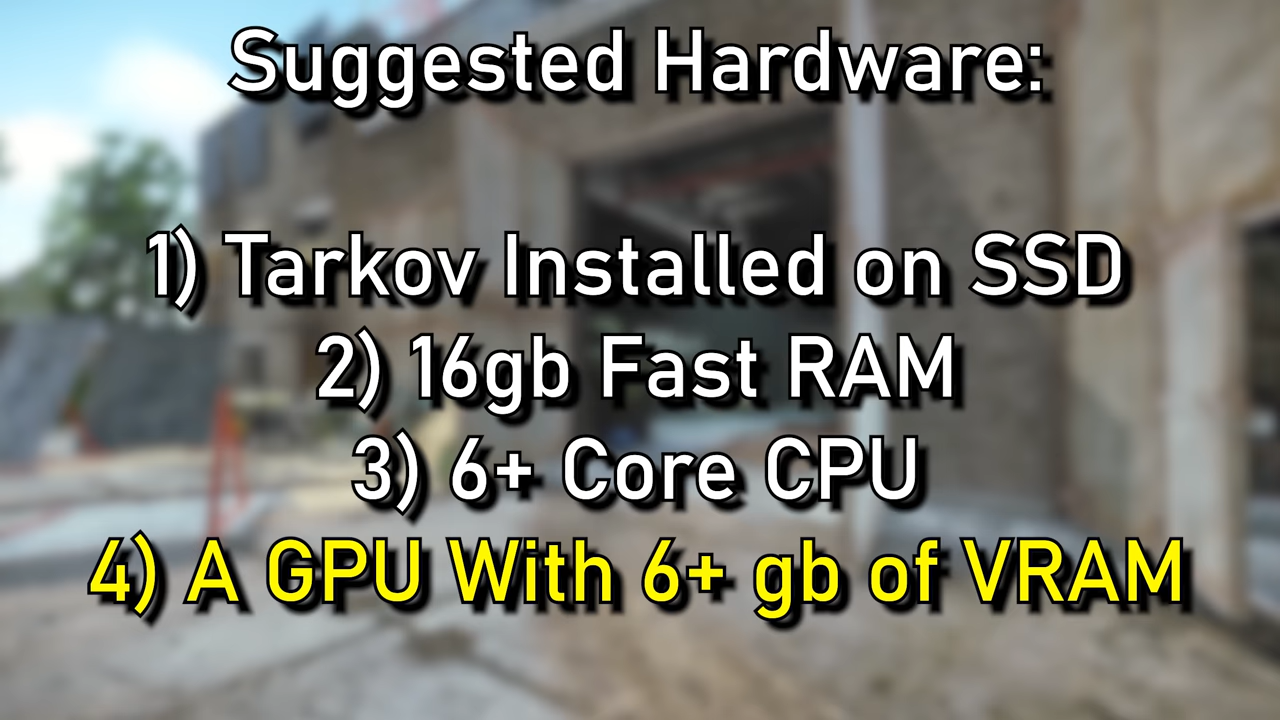 Suggested Hardware:
1) Tarkov Installed on SSD
2) 16gb Fast RAM
3) 6+ Core CPU
4) A GPU With 6+ gb of VRAM